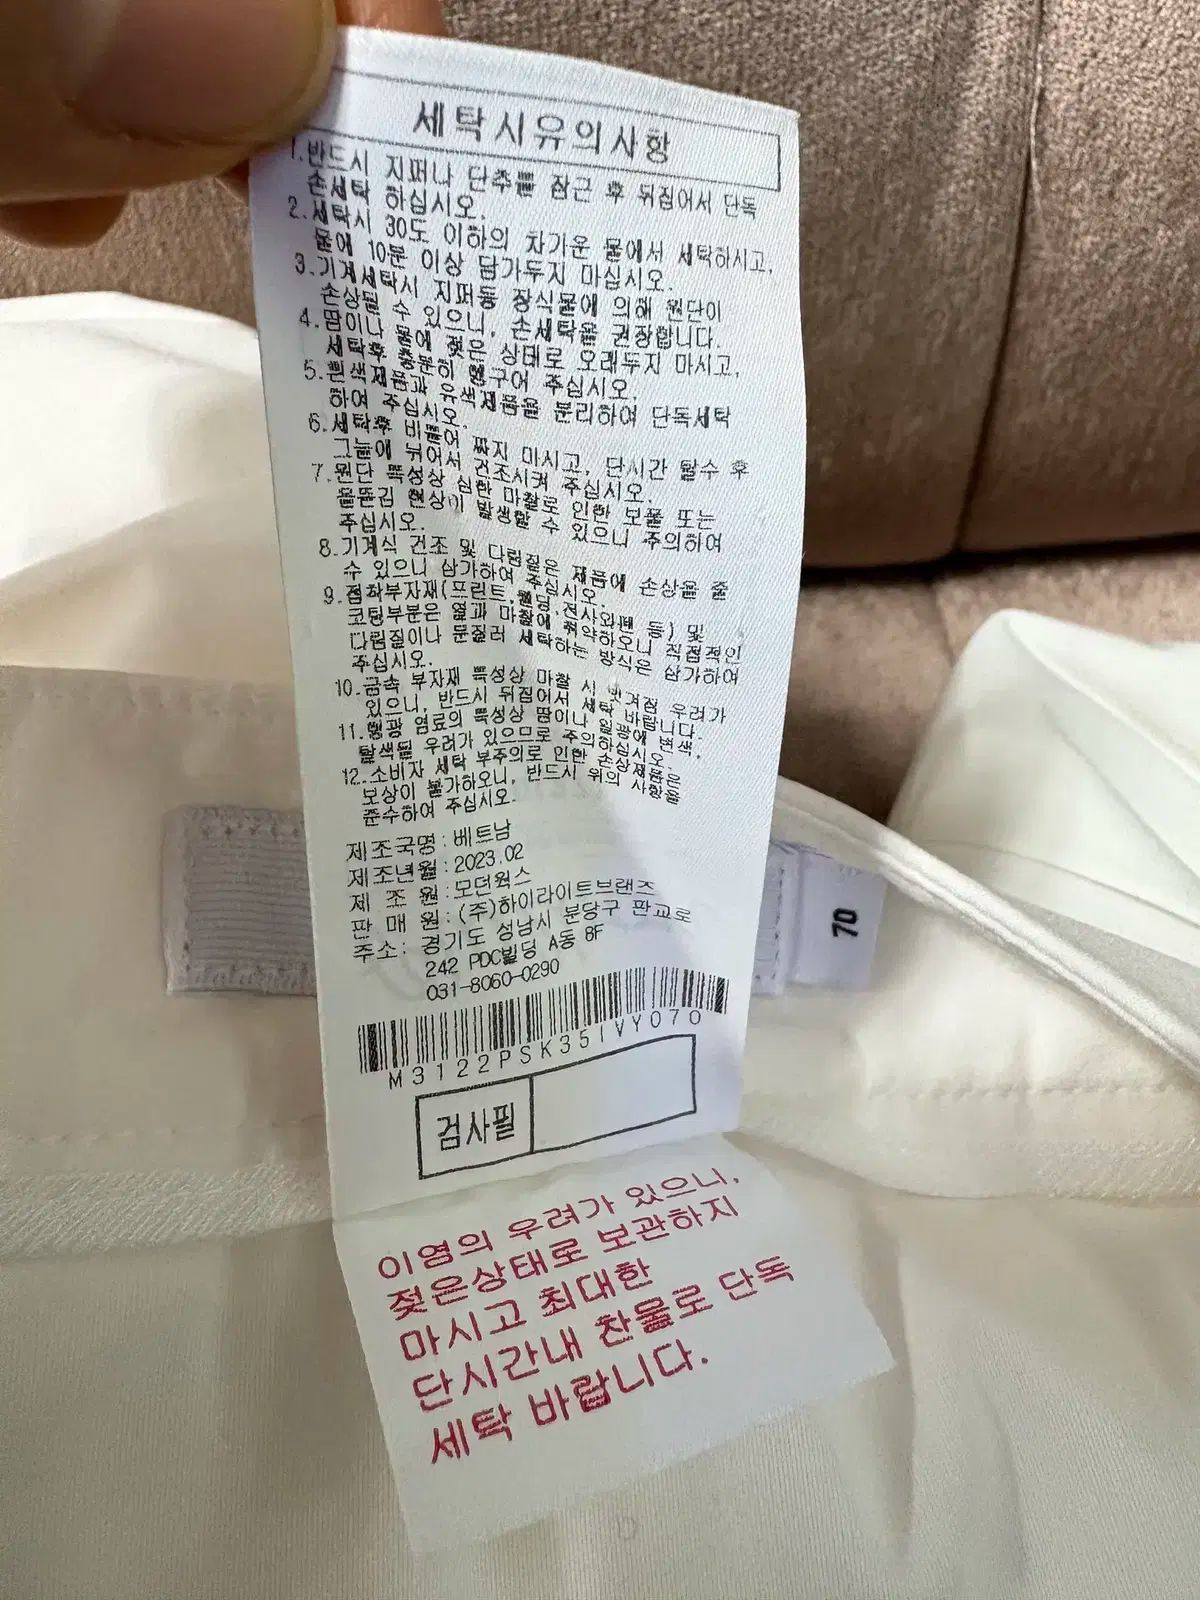 세탁시유의사항
1.반드시 지퍼나 단추를 잠근 후 뒤집어서 단독
손세탁 하십시오.
2.세탁시 30도 이하의 차가운 물에서 세탁하시고,
물에 10분 이상 담가두지 마십시오.
3.기계세탁시 지퍼등 장식물에 의해 원단이
손상될 수 있으니, 손세탁을 권장합니다.
4.땀이나 물에 젖은 상태로 오래두지 마시고,
세탁후 충분히 헹구어 주십시오.
5.흰색제품과 유색제품을 분리하여 단독세탁
하여 주십시오.
6.세탁후 비틀어 짜지 마시고, 단시간 탈수 후
그늘에 뉘어서 건조시켜 주십시오.
7.원단 특성상 심한 마찰로 인한 보풀 또는
올뜯김 현상이 발생할 수 있으니 주의하여
주십시오.
8.기계식 건조 및 다림질은 제품에 손상을 줄
수 있으니 삼가하여 주십시오.
9.접착부자재(프린트,웰딩,전사와펜 등) 및
코팅부분은 열과 마찰에 취약하오니 직접적인
다림질이나 문질러 세탁하는 방식은 삼가하여
주십시오.
10.금속 부자재 특성상 마찰 시 벗겨점 우려가
있으니, 반드시 뒤집어서 세탁 바랍니다.
11.형광 염료의 특성상 땀이나 일광에 변색,
탈색될 우려가 있으므로 주의하십시오.
12.소비자 세탁 부주의로 인한 손상제품은
보상이 불가하오니, 반드시 위의 사항을
준수하여 주십시오.
제조국명:베트남
제조년월:2023.02
제 조 원:모던웍스
판 매 원:(주)하이라이트브랜즈
주소: 경기도 성남시 분당구 판교로
242 PDC빌딩 A동 8F
031-8060-0290
M3122PSK35IVY070
검사필
이염의 우려가 있으니,
젖은상태로 보관하지
마시고 최대한
단시간내 찬물로 단독
세탁 바랍니다.
70